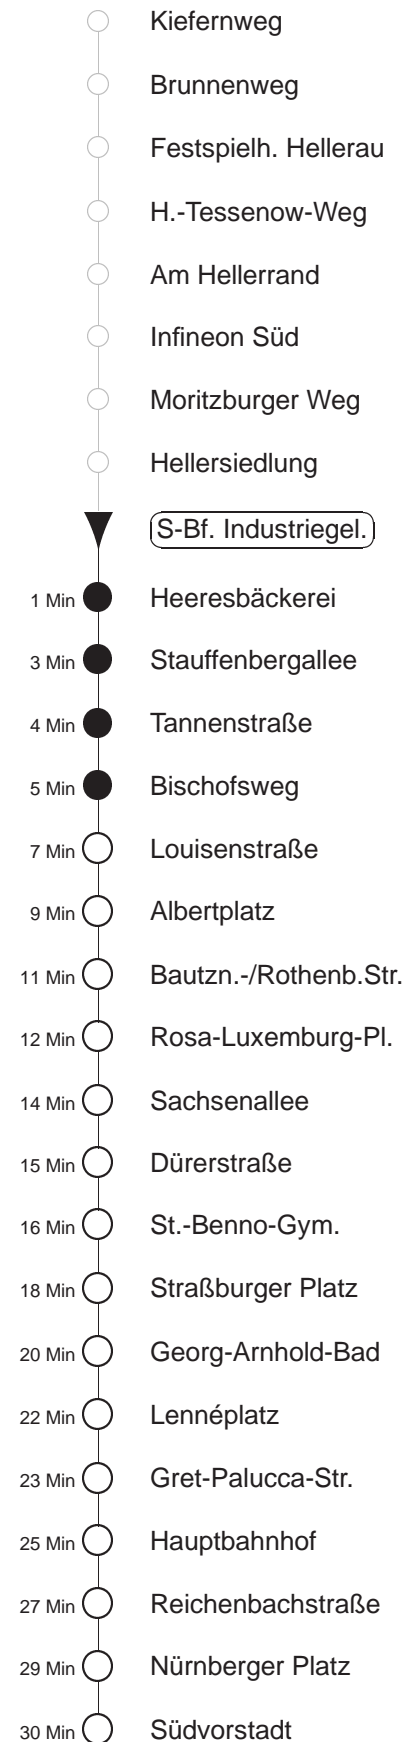 Kiefernweg
Brunnenweg
Festspielh. Hellerau
H.-Tessenow-Weg
Am Hellerrand
Infineon Süd
Moritzburger Weg
Hellersiedlung
S-Bf. Industriegel.
1 Min Heeresbäckerei
3 Min Stauffenbergallee
4 Min Tannenstraße
5 Min Bischofsweg
7 Min Louisenstraße
9 Min Albertplatz
11 Min Bautzn.-/Rothenb.Str.
12 Min Rosa-Luxemburg-Pl.
14 Min Sachsenallee
15 Min Dürerstraße
16 Min St.-Benno-Gym.
18 Min Straßburger Platz
20 Min Georg-Arnhold-Bad
22 Min Lennéplatz
23 Min Gret-Palucca-Str.
25 Min Hauptbahnhof
27 Min Reichenbachstraße
29 Min Nürnberger Platz
30 Min Südvorstadt